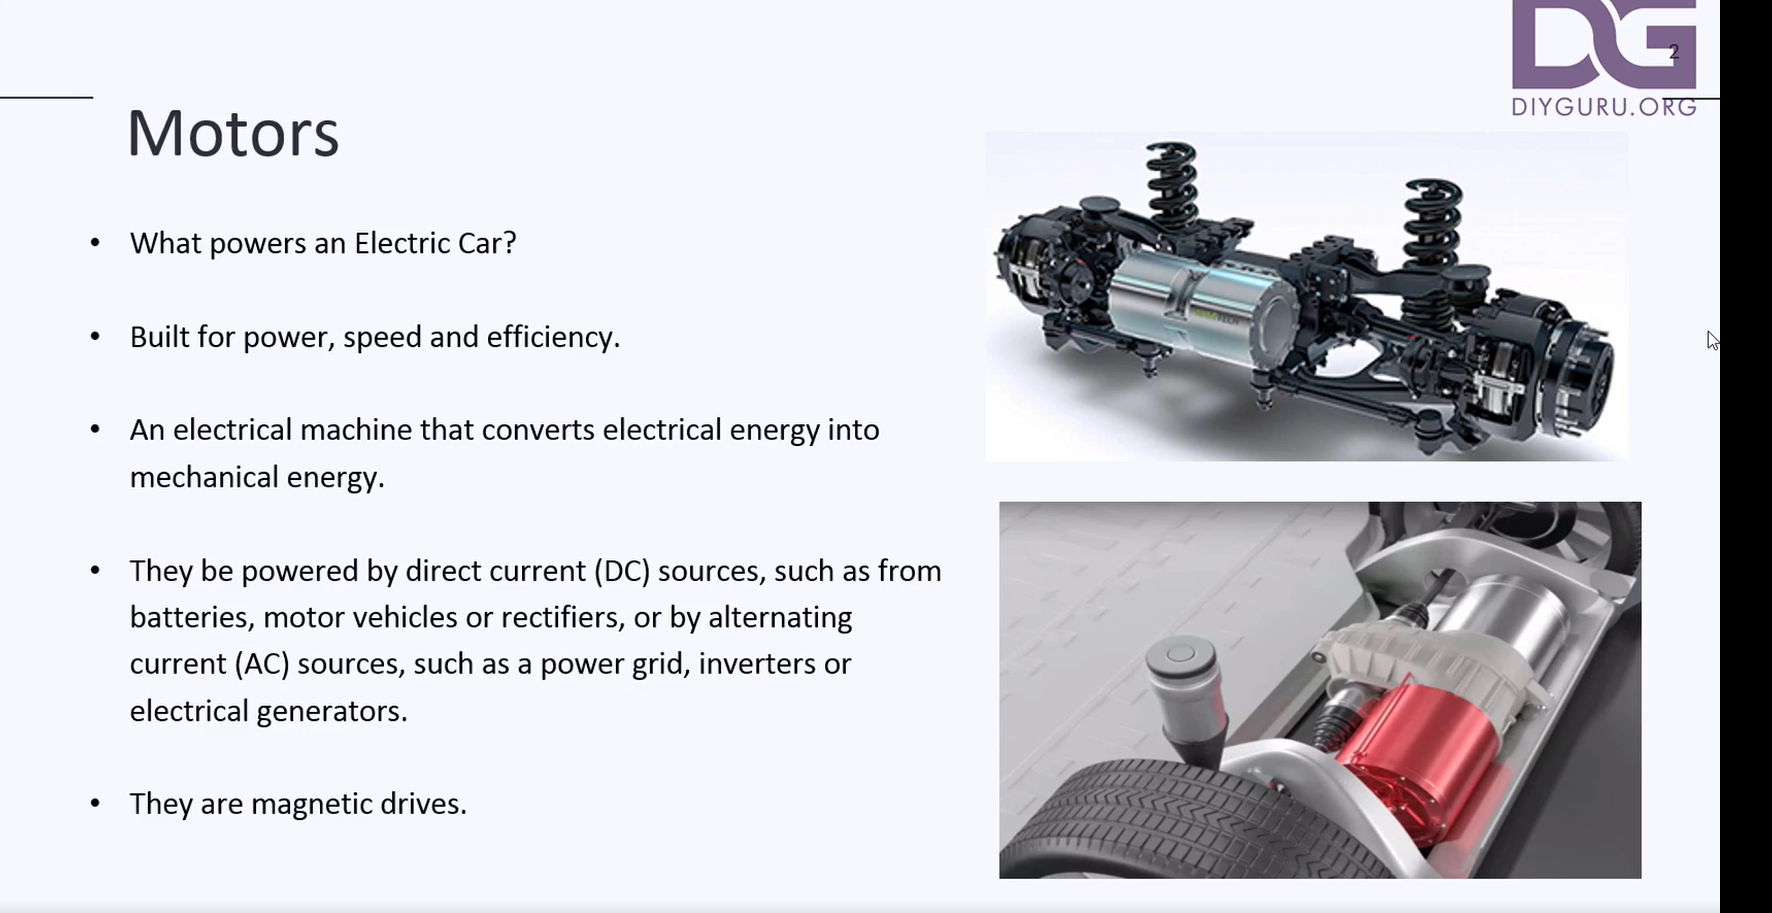 DG
2
DIYGURU.ORG
Motors
• What powers an Electric Car?
• Built for power, speed and efficiency.
• An electrical machine that converts electrical energy into
mechanical energy.
• They be powered by direct current (DC) sources, such as from
batteries, motor vehicles or rectifiers, or by alternating
current (AC) sources, such as a power grid, inverters or
electrical generators.
• They are magnetic drives.